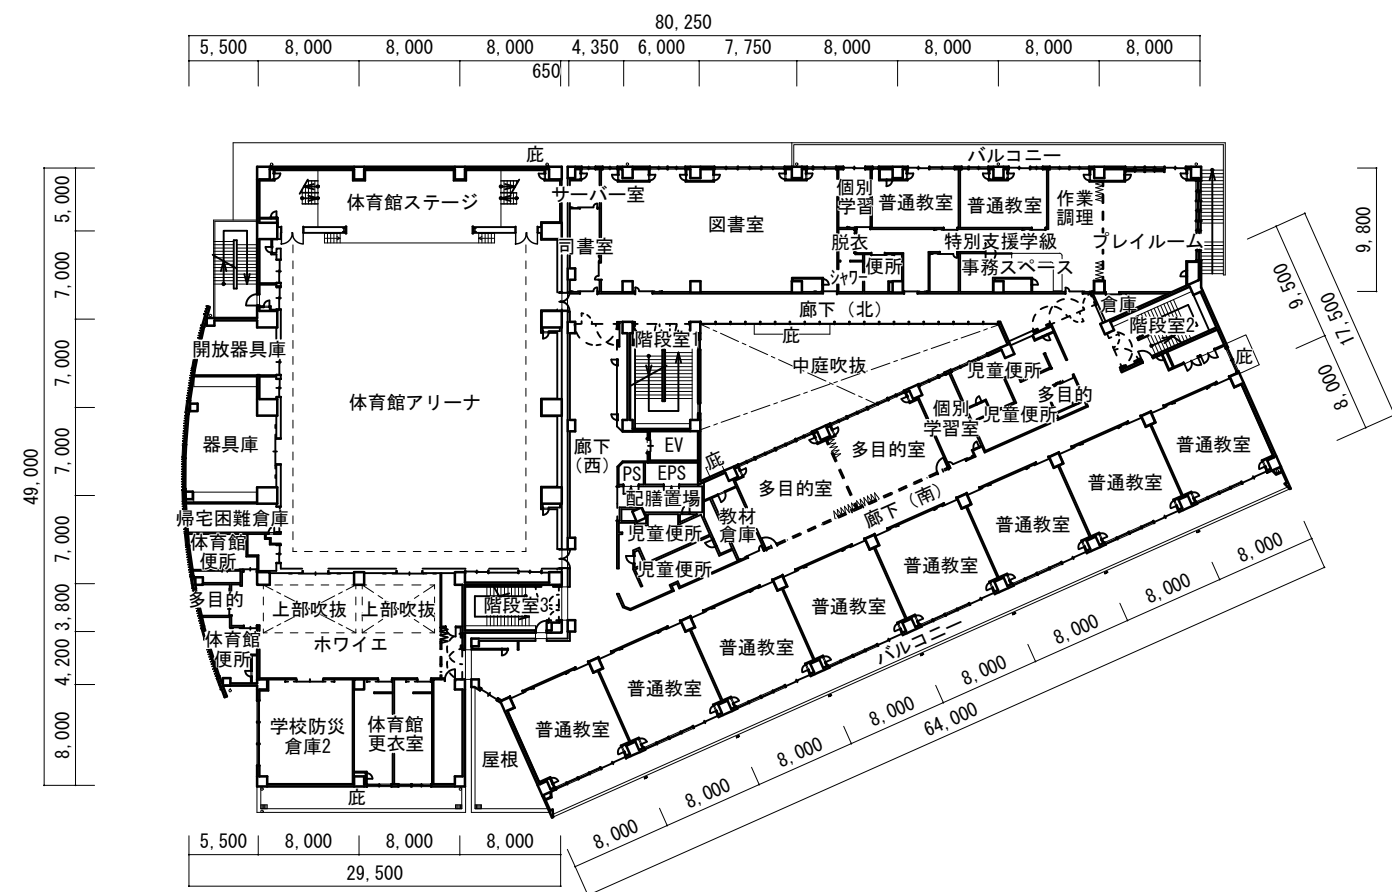 80,250
5,500
8,000
8,000
8,000
4,350
6,000
7,750
8,000
8,000
8,000
8,000
650
庇
バルコニー
5,000
7,000
7,000
7,000
7,000
3,800
4,200
8,000
49,000
9,800
9,500
17,500
8,000
体育館ステージ
サーバー室
司書室
図書室
個別
学習
普通教室
普通教室
作業
調理
脱衣
特別支援学級
プレイルーム
シャワー
便所
事務スペース
廊下（北）
倉庫
階段室2
庇
階段室1
庇
中庭吹抜
開放器具庫
体育館アリーナ
器具庫
児童便所
多目的
児童便所
個別
学習室
多目的室
多目的室
廊下
（西）
EV
PS
EPS
庇
配膳置場
教材
倉庫
児童便所
児童便所
廊下（南）
帰宅困難倉庫
体育館
便所
多目的
体育館
便所
上部吹抜
上部吹抜
ホワイエ
階段室3
普通教室
普通教室
普通教室
普通教室
普通教室
普通教室
普通教室
普通教室
バルコニー
学校防災
倉庫2
体育館
更衣室
屋根
庇
8,000
8,000
8,000
8,000
8,000
8,000
8,000
8,000
64,000
5,500
8,000
8,000
8,000
29,500